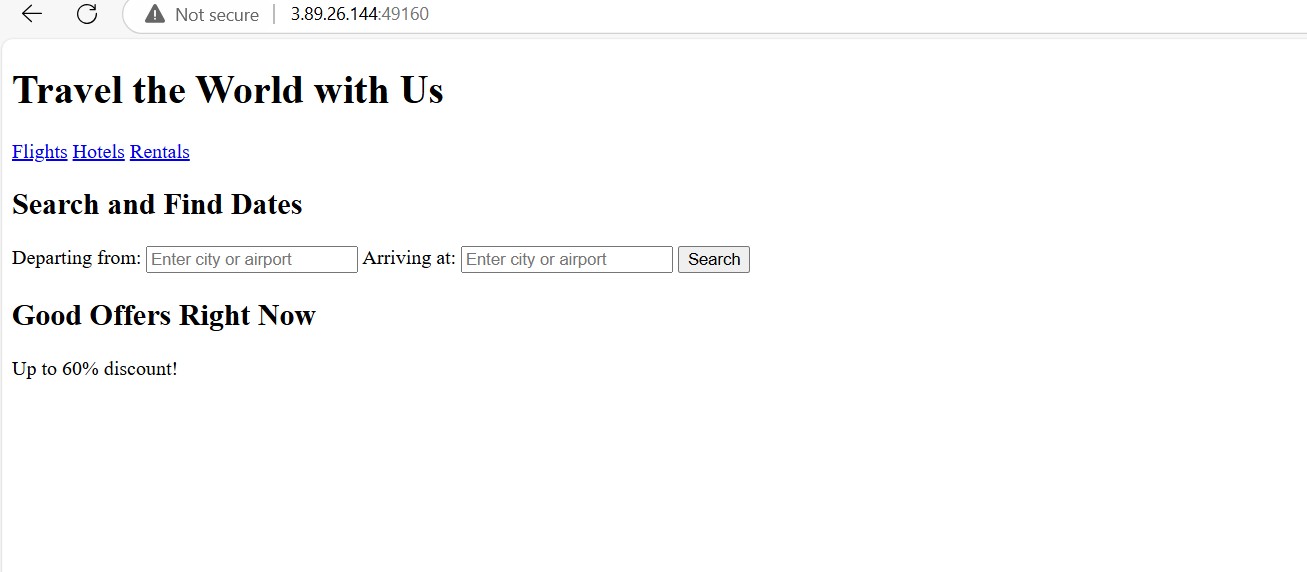 Not secure 3.89.26.144:49160
Travel the World with Us
Flights Hotels Rentals
Search and Find Dates
Departing from: Enter city or airport Arriving at: Enter city or airport Search
Good Offers Right Now
Up to 60% discount!